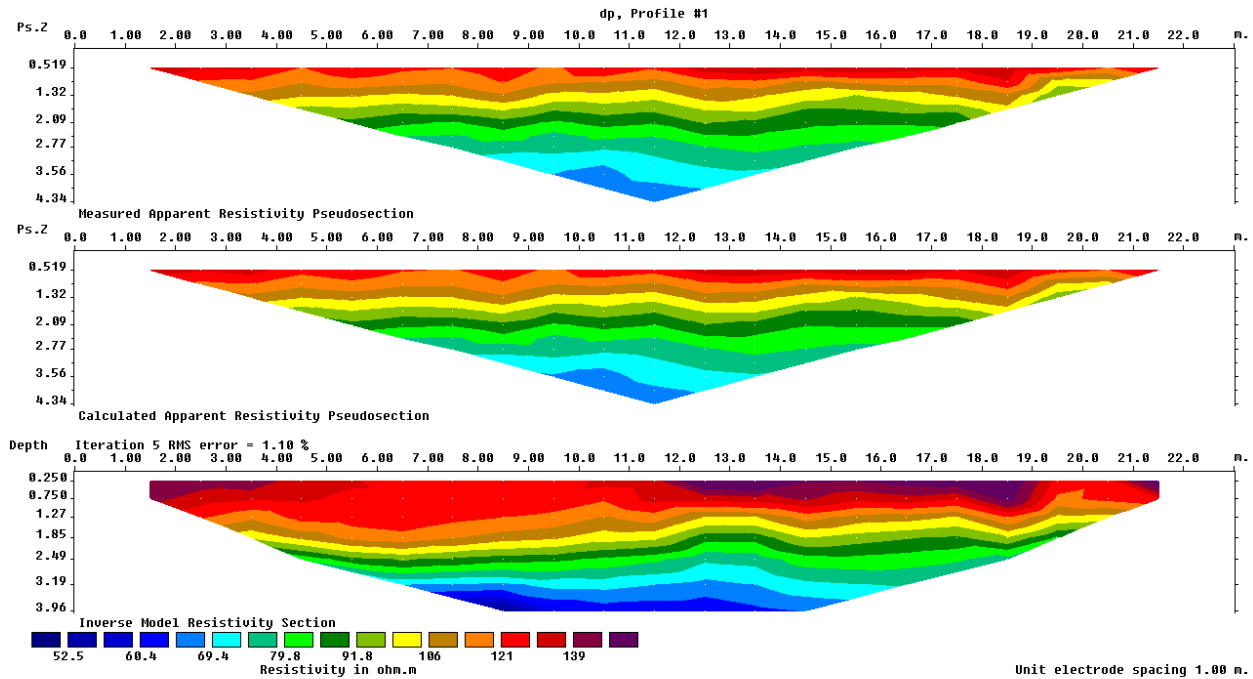 dp, Profile #1
Ps.Z
0.0 1.00 2.00 3.00 4.00 5.00 6.00 7.00 8.00 9.00 10.0 11.0 12.0 13.0 14.0 15.0 16.0 17.0 18.0 19.0 20.0 21.0 22.0 m.
0.519
1.32
2.09
2.77
3.56
4.34
Measured Apparent Resistivity Pseudosection
Ps.Z
0.0 1.00 2.00 3.00 4.00 5.00 6.00 7.00 8.00 9.00 10.0 11.0 12.0 13.0 14.0 15.0 16.0 17.0 18.0 19.0 20.0 21.0 22.0 m.
0.519
1.32
2.09
2.77
3.56
4.34
Calculated Apparent Resistivity Pseudosection
Depth Iteration 5 RMS error = 1.10 %
0.0 1.00 2.00 3.00 4.00 5.00 6.00 7.00 8.00 9.00 10.0 11.0 12.0 13.0 14.0 15.0 16.0 17.0 18.0 19.0 20.0 21.0 22.0 m.
0.250
0.750
1.27
1.85
2.49
3.19
3.96
Inverse Model Resistivity Section
52.5 60.4 69.4 79.8 91.8 106 121 139
Resistivity in ohm.m
Unit electrode spacing 1.00 m.